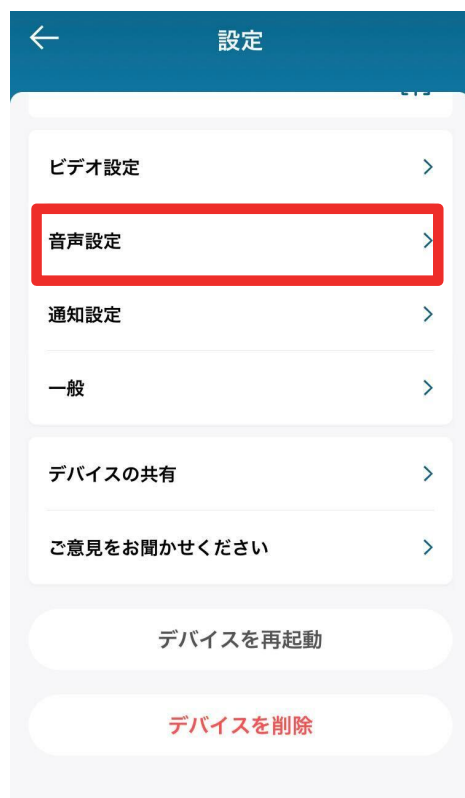 設定
ビデオ設定
音声設定
通知設定
一般
デバイスの共有
ご意見をお聞かせください
デバイスを再起動
デバイスを削除